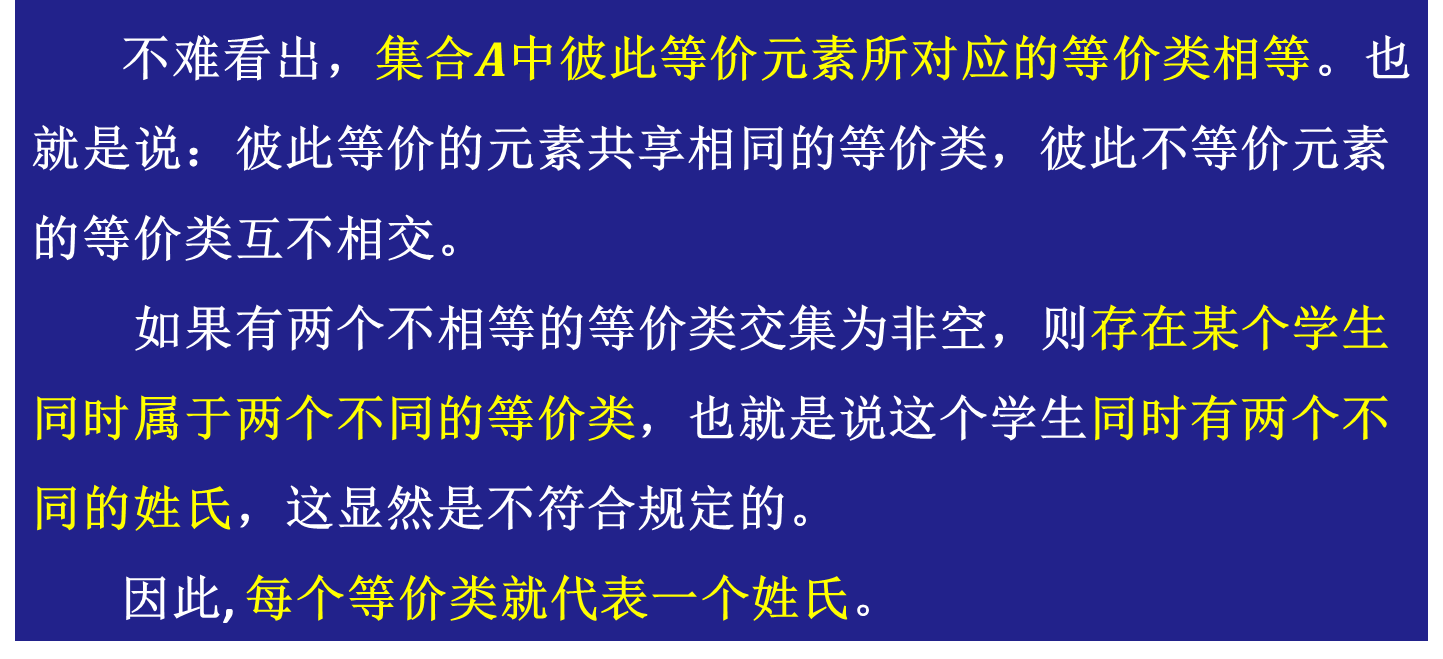 不难看出，集合A中彼此等价元素所对应的等价类相等。也
就是说：彼此等价的元素共享相同的等价类，彼此不等价元素
的等价类互不相交。
如果有两个不相等的等价类交集为非空，则存在某个学生
同时属于两个不同的等价类，也就是说这个学生同时有两个不
同的姓氏，这显然是不符合规定的。
因此,每个等价类就代表一个姓氏。